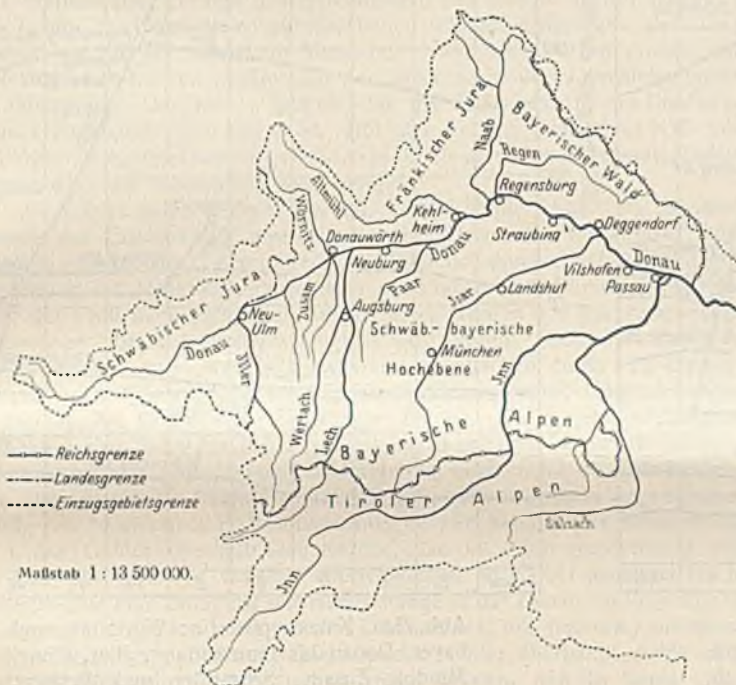 Fränkischer Jura
Naab
Bayerischer Wald
Regen
Altmühl
Wörnitz
Regensburg
Kehl-
heim
Straubing
Deggendorf
Donauwörth
Neuburg
Donau
Donau
Vilshofen
Passau
Schwäbischer Jura
Neu-
Ulm
Zusam
Augsburg
Paar
Isar
Landshut
Schwäb.-bayerische
Hochebene
München
Donau
Iller
Wertach
Lech
Inn
Bayerische Alpen
Tiroler Alpen
Salzach
Inn
Reichsgrenze
Landesgrenze
Einzugsgebietsgrenze
Maßstab 1 : 13 500 000.